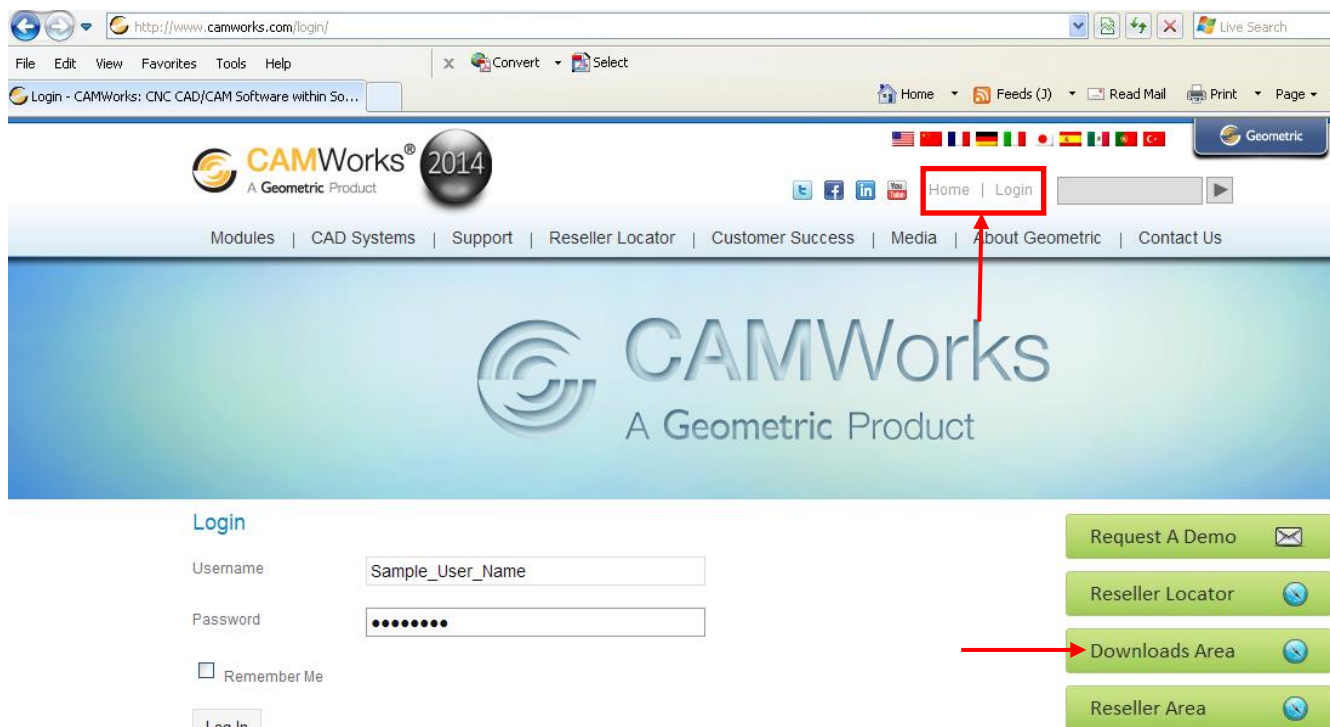 http://www.camworks.com/login/
Live Search
File Edit View Favorites Tools Help
x Convert Select
Login - CAMWorks: CNC CAD/CAM Software within So...
Home Feeds (J) Read Mail Print Page
CAMWorks® 2014
A Geometric Product
Geometric
You Tube
Home | Login
Modules | CAD Systems | Support | Reseller Locator | Customer Success | Media | About Geometric | Contact Us
CAMWorks
A Geometric Product
Login
Username Sample_User_Name
Password ••••••••
Remember Me
Log In
Request A Demo
Reseller Locator
Downloads Area
Reseller Area